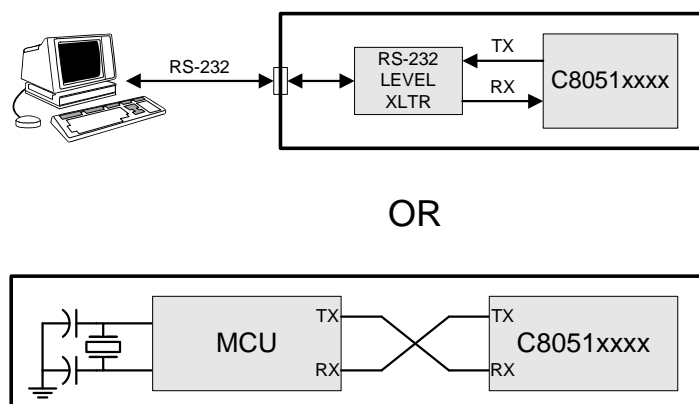 RS-232
RS-232
LEVEL
XLTR
TX
RX
C8051xxxx
OR
MCU
TX
RX
TX
RX
C8051xxxx